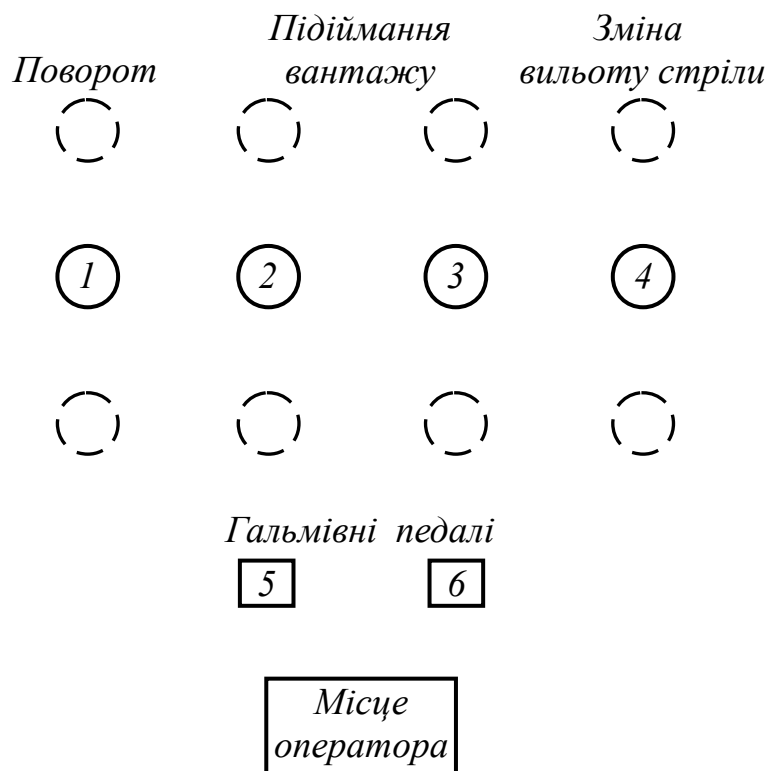 Поворот
Підіймання
вантажу
Зміна
вильоту стріли
1 2 3 4
Гальмівні педалі
5 6
Місце
оператора